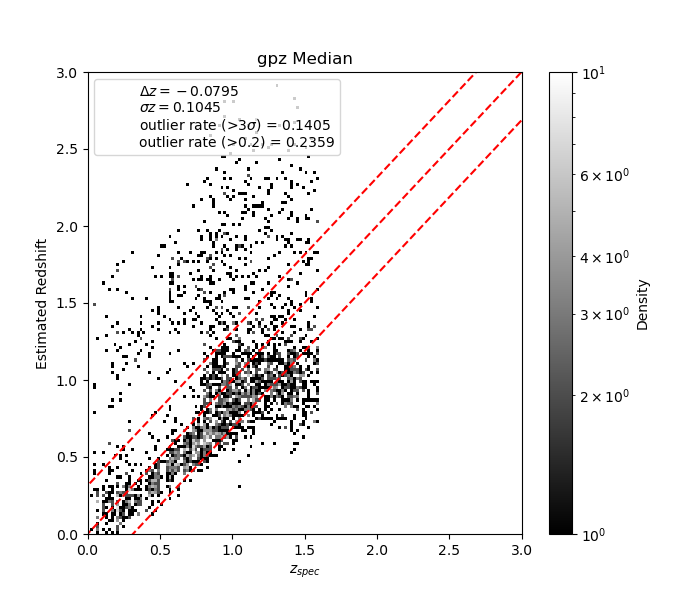 gpz Median
Δz = −0.0795
σz = 0.1045
outlier rate (>3σ) = 0.1405
outlier rate (>0.2) = 0.2359
3.0
2.5
2.0
1.5
1.0
0.5
0.0
Estimated Redshift
0.0 0.5 1.0 1.5 2.0 2.5 3.0
z_{spec}
10^1
6 × 10^0
4 × 10^0
3 × 10^0
2 × 10^0
10^0
Density